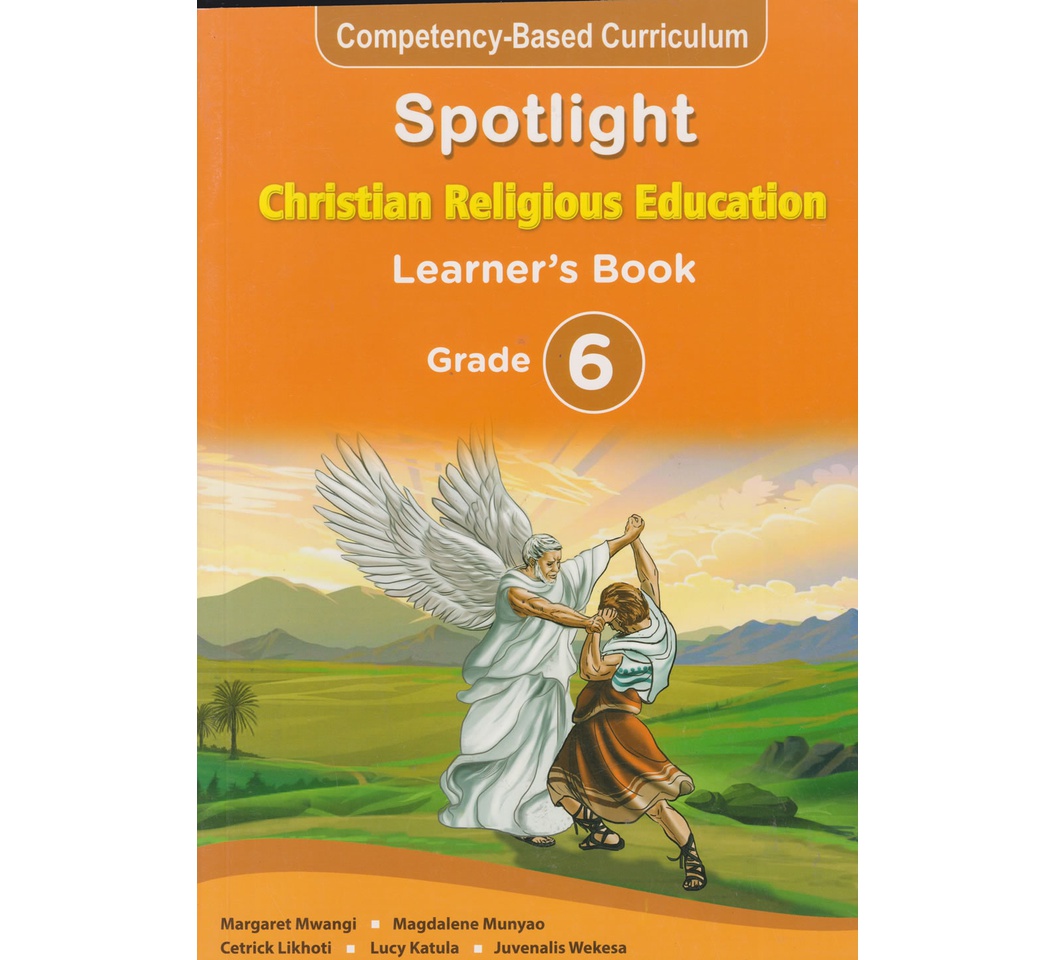 Competency-Based Curriculum
Spotlight
Christian Religious Education
Learner's Book
Grade 6
Margaret Mwangi ▪ Magdalene Munyao
Cetrick Likhoti ▪ Lucy Katula ▪ Juvenalis Wekesa